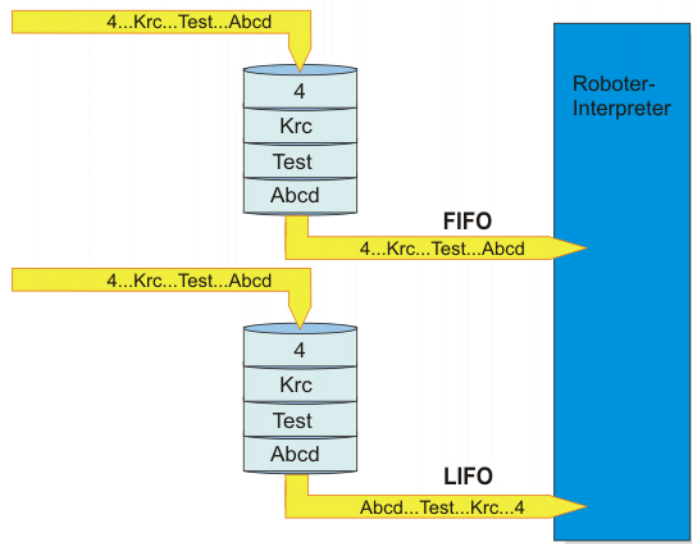 4...Krc...Test...Abcd
4
Krc
Test
Abcd
Roboter-
Interpreter
FIFO
4...Krc...Test...Abcd
4...Krc...Test...Abcd
4
Krc
Test
Abcd
LIFO
Abcd...Test...Krc...4